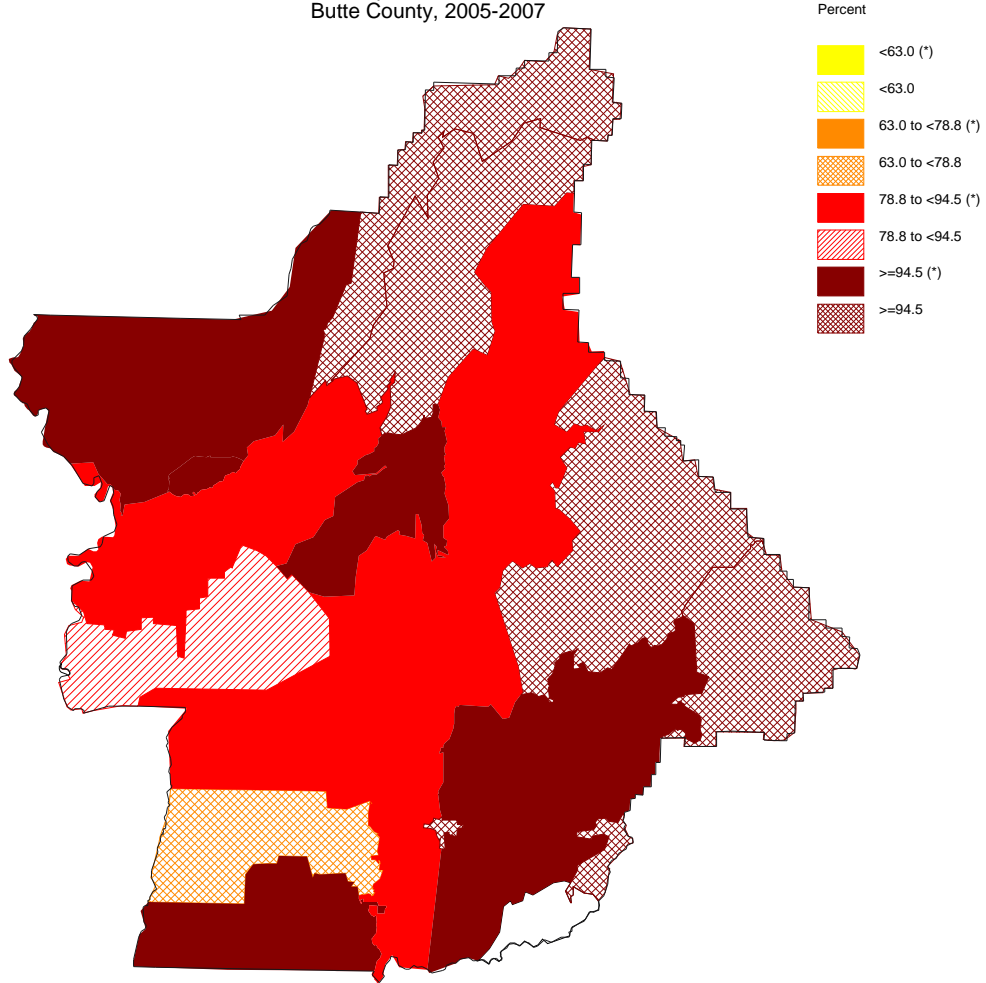 Butte County, 2005-2007
Percent
<63.0 (*)
<63.0
63.0 to <78.8 (*)
63.0 to <78.8
78.8 to <94.5 (*)
78.8 to <94.5
>=94.5 (*)
>=94.5